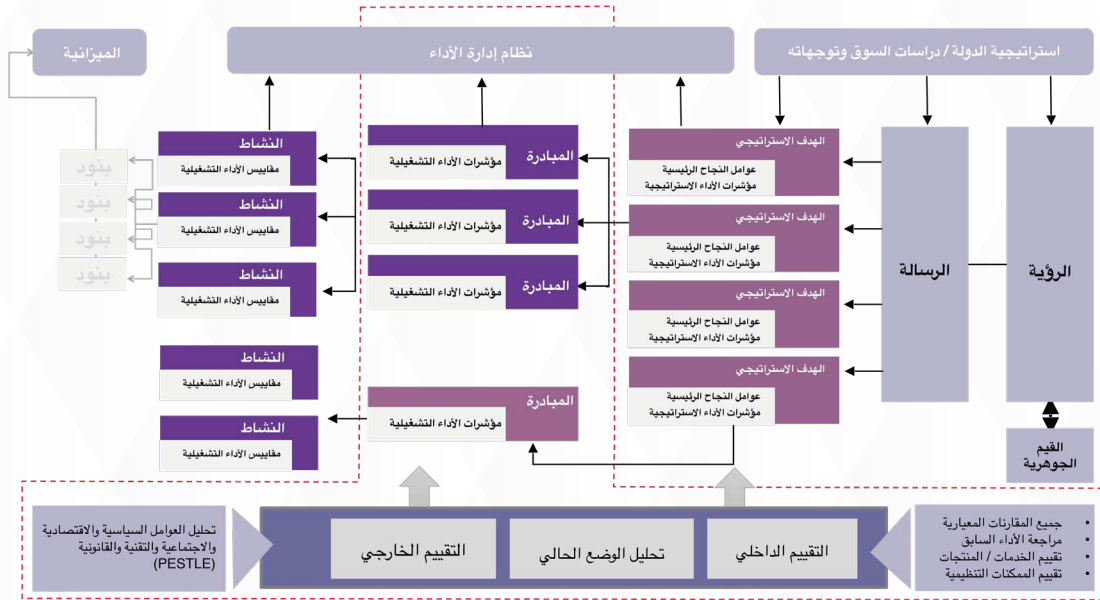 استراتيجية الدولة / دراسات السوق وتوجهاته
نظام إدارة الأداء
الميزانية
الرؤية
الرسالة
القيم
الجوهرية
الهدف الاستراتيجي
عوامل النجاح الرئيسية
مؤشرات الأداء الاستراتيجية
الهدف الاستراتيجي
عوامل النجاح الرئيسية
مؤشرات الأداء الاستراتيجية
الهدف الاستراتيجي
عوامل النجاح الرئيسية
مؤشرات الأداء الاستراتيجية
الهدف الاستراتيجي
عوامل النجاح الرئيسية
مؤشرات الأداء الاستراتيجية
المبادرة
مؤشرات الأداء التشغيلية
المبادرة
مؤشرات الأداء التشغيلية
المبادرة
مؤشرات الأداء التشغيلية
المبادرة
مؤشرات الأداء التشغيلية
النشاط
مقاييس الأداء التشغيلية
النشاط
مقاييس الأداء التشغيلية
النشاط
مقاييس الأداء التشغيلية
النشاط
مقاييس الأداء التشغيلية
النشاط
مقاييس الأداء التشغيلية
بنود
بنود
بنود
بنود
• جميع المقارنات المعيارية
• مراجعة الأداء السابق
• تقييم الخدمات / المنتجات
• تقييم الممكنات التنظيمية
التقييم الداخلي
تحليل الوضع الحالي
التقييم الخارجي
تحليل العوامل السياسية والاقتصادية
والاجتماعية والتقنية والقانونية
(PESTLE)